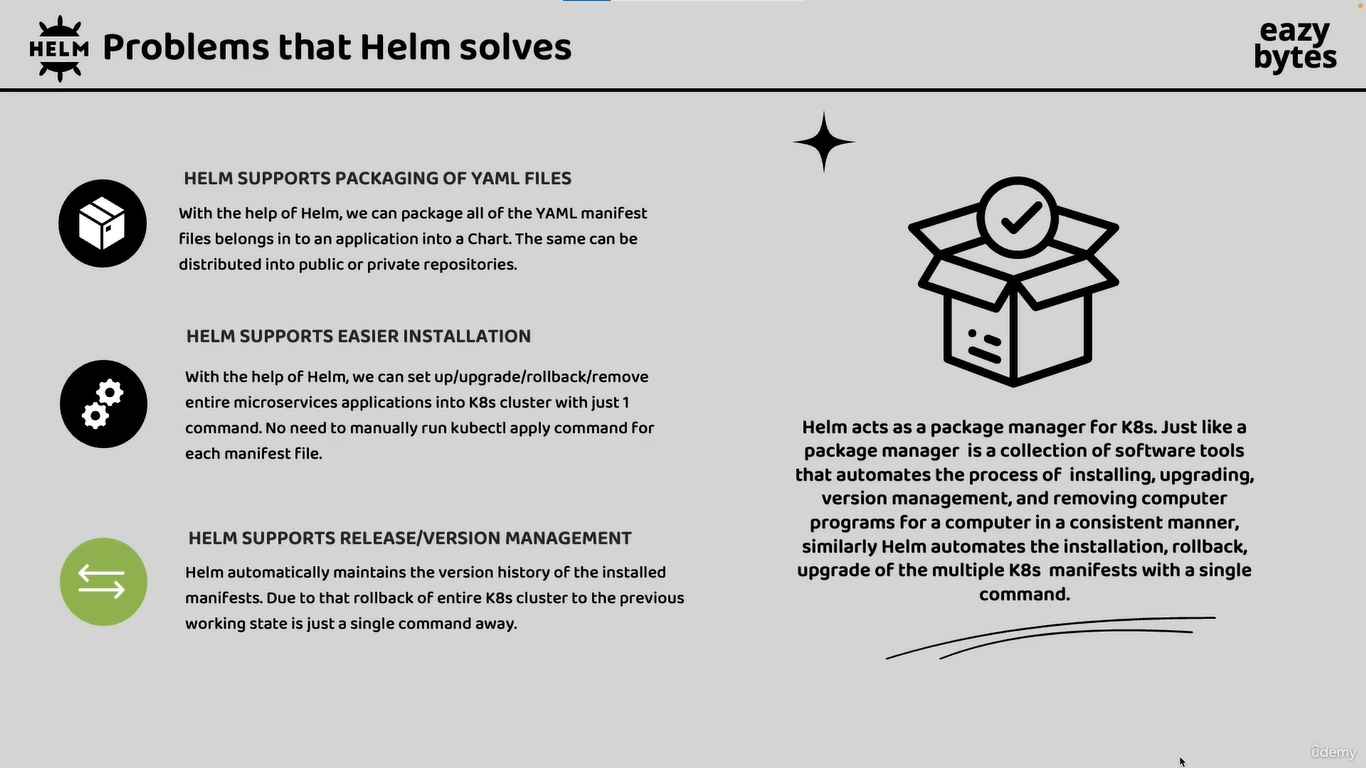 HELM
Problems that Helm solves
eazy
bytes
HELM SUPPORTS PACKAGING OF YAML FILES
With the help of Helm, we can package all of the YAML manifest
files belongs in to an application into a Chart. The same can be
distributed into public or private repositories.
HELM SUPPORTS EASIER INSTALLATION
With the help of Helm, we can set up/upgrade/rollback/remove
entire microservices applications into K8s cluster with just 1
command. No need to manually run kubectl apply command for
each manifest file.
HELM SUPPORTS RELEASE/VERSION MANAGEMENT
Helm automatically maintains the version history of the installed
manifests. Due to that rollback of entire K8s cluster to the previous
working state is just a single command away.
Helm acts as a package manager for K8s. Just like a
package manager is a collection of software tools
that automates the process of installing, upgrading,
version management, and removing computer
programs for a computer in a consistent manner,
similarly Helm automates the installation, rollback,
upgrade of the multiple K8s manifests with a single
command.
ûdemy